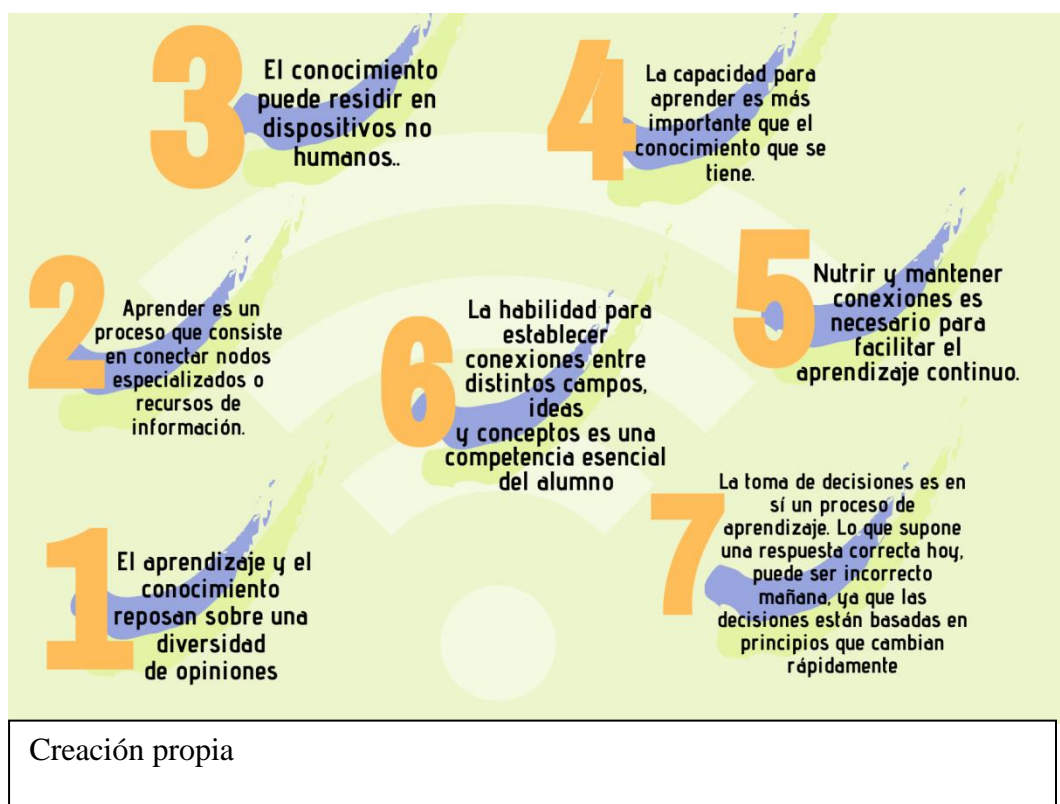 3
El conocimiento
puede residir en
dispositivos no
humanos..
4
La capacidad para
aprender es más
importante que el
conocimiento que se
tiene.
2
Aprender es un
proceso que consiste
en conectar nodos
especializados o
recursos de
información.
6
La habilidad para
establecer
conexiones entre
distintos campos,
ideas
y conceptos es una
competencia esencial
del alumno
5
Nutrir y mantener
conexiones es
necesario para
facilitar el
aprendizaje continuo.
1
El aprendizaje y el
conocimiento
reposan sobre una
diversidad
de opiniones
7
La toma de decisiones es en
sí un proceso de
aprendizaje. Lo que supone
una respuesta correcta hoy,
puede ser incorrecto
mañana, ya que las
decisiones están basadas en
principios que cambian
rápidamente
Creación propia